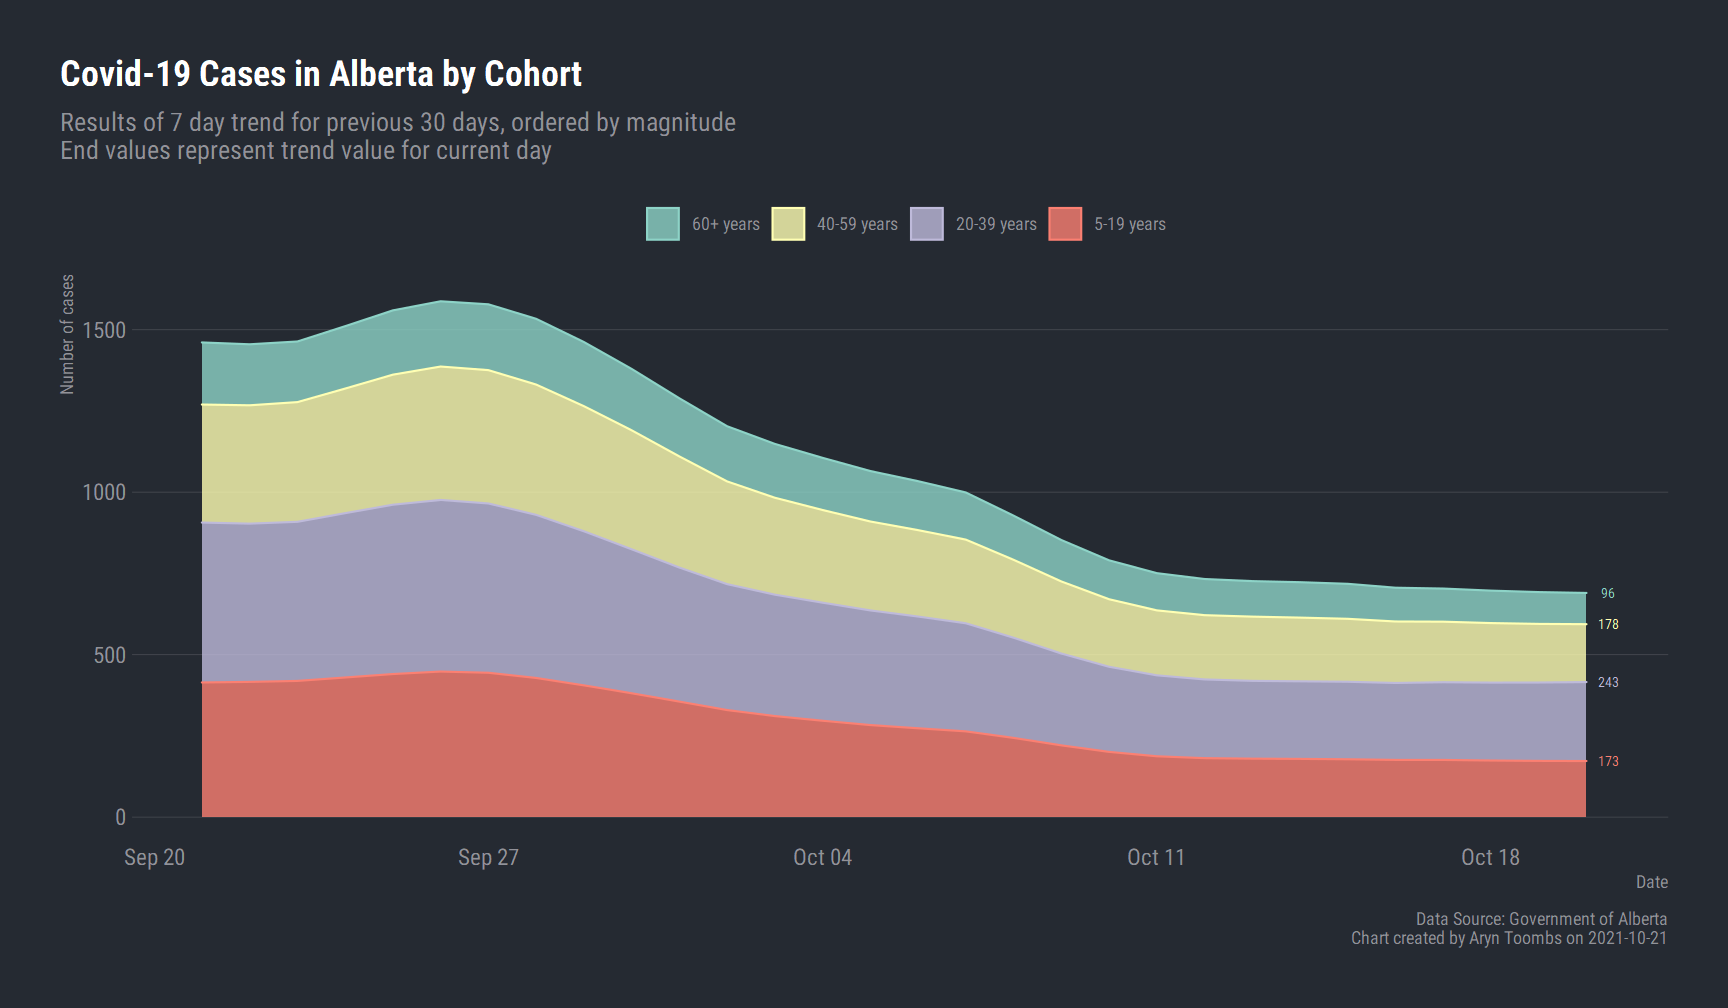 Covid-19 Cases in Alberta by Cohort
Results of 7 day trend for previous 30 days, ordered by magnitude
End values represent trend value for current day
60+ years
40-59 years
20-39 years
5-19 years
Number of cases
1500
1000
500
0
96
178
243
173
Sep 20
Sep 27
Oct 04
Oct 11
Oct 18
Date
Data Source: Government of Alberta
Chart created by Aryn Toombs on 2021-10-21